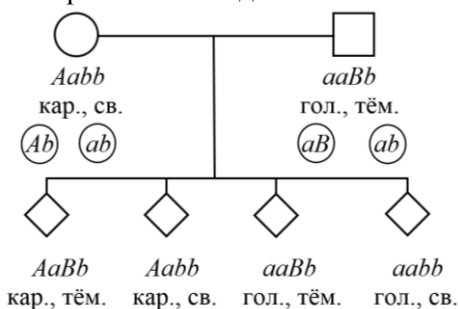 Aabb aaBb
кар., св. гол., тём.
Ab ab aB ab
AaBb Aabb aaBb aabb
кар., тём. кар., св. гол., тём. гол., св.